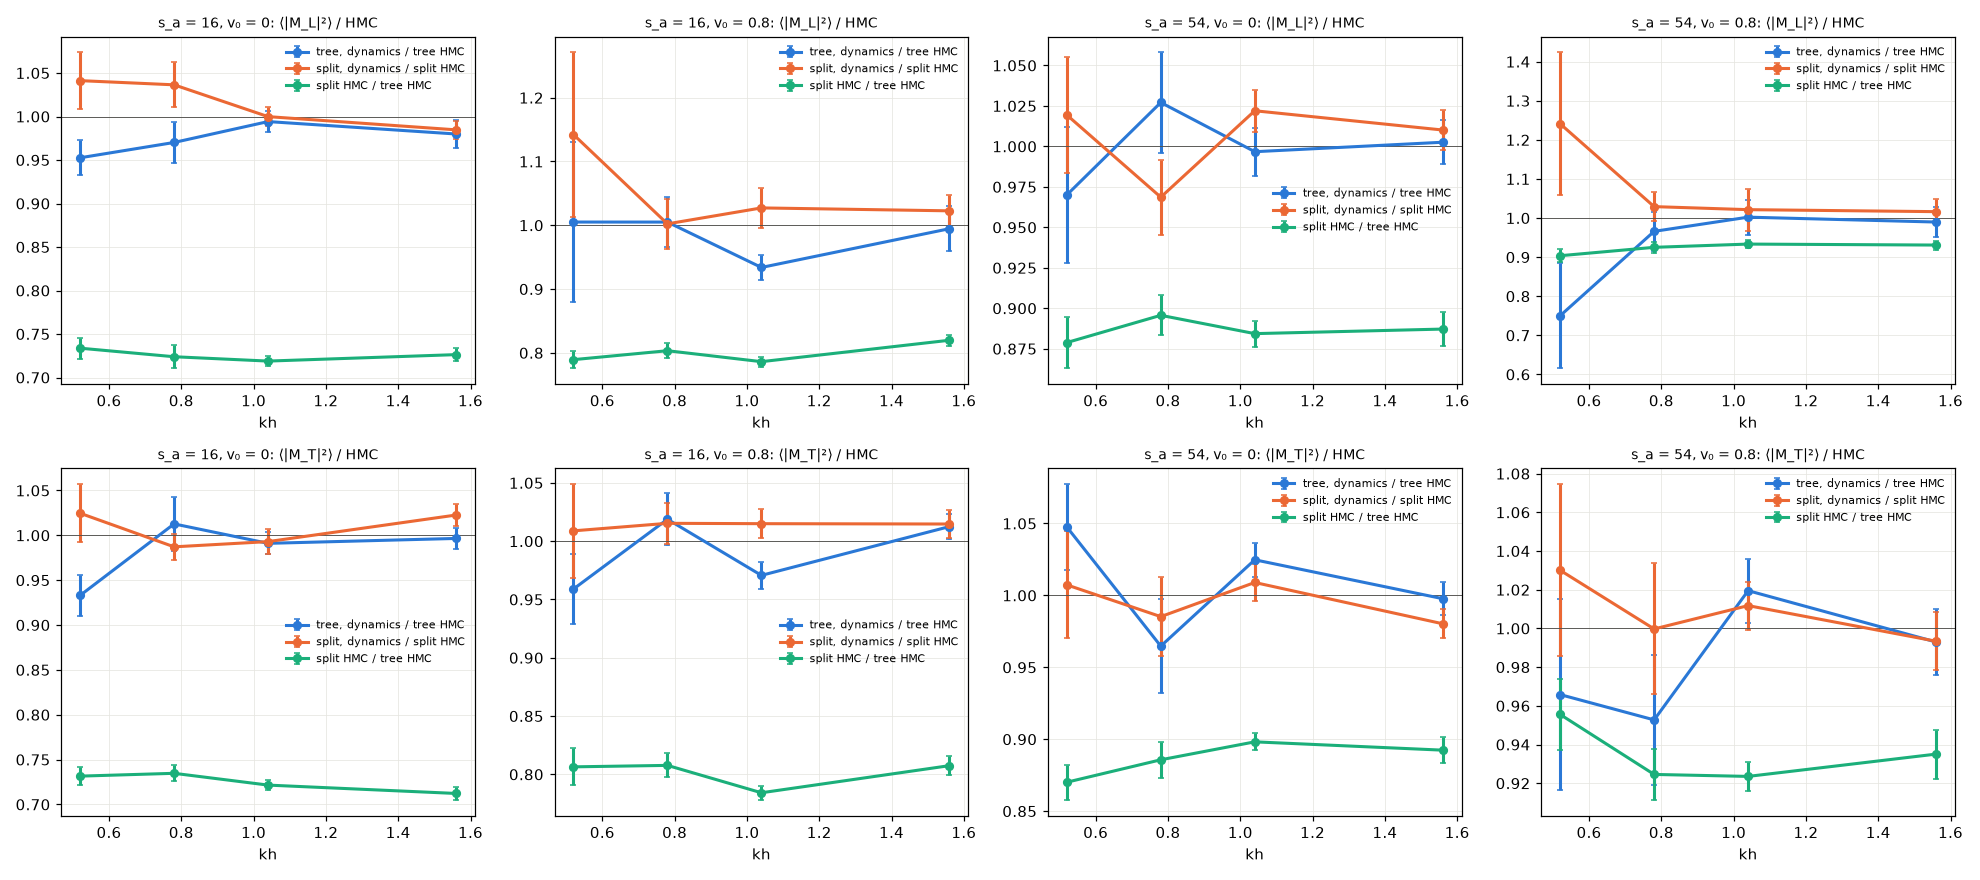 s_a = 16, v₀ = 0: ⟨|M_L|²⟩ / HMC
tree, dynamics / tree HMC
split, dynamics / split HMC
split HMC / tree HMC
1.05
1.00
0.95
0.90
0.85
0.80
0.75
0.70
0.6 0.8 1.0 1.2 1.4 1.6
kh
s_a = 16, v₀ = 0.8: ⟨|M_L|²⟩ / HMC
tree, dynamics / tree HMC
split, dynamics / split HMC
split HMC / tree HMC
1.2
1.1
1.0
0.9
0.8
0.6 0.8 1.0 1.2 1.4 1.6
kh
s_a = 54, v₀ = 0: ⟨|M_L|²⟩ / HMC
1.050
1.025
1.000
0.975
tree, dynamics / tree HMC
split, dynamics / split HMC
split HMC / tree HMC
0.950
0.925
0.900
0.875
0.6 0.8 1.0 1.2 1.4 1.6
kh
s_a = 54, v₀ = 0.8: ⟨|M_L|²⟩ / HMC
tree, dynamics / tree HMC
split, dynamics / split HMC
split HMC / tree HMC
1.4
1.3
1.2
1.1
1.0
0.9
0.8
0.7
0.6
0.6 0.8 1.0 1.2 1.4 1.6
kh
s_a = 16, v₀ = 0: ⟨|M_T|²⟩ / HMC
1.05
1.00
0.95
0.90
tree, dynamics / tree HMC
split, dynamics / split HMC
split HMC / tree HMC
0.85
0.80
0.75
0.70
0.6 0.8 1.0 1.2 1.4 1.6
kh
s_a = 16, v₀ = 0.8: ⟨|M_T|²⟩ / HMC
1.05
1.00
0.95
tree, dynamics / tree HMC
split, dynamics / split HMC
split HMC / tree HMC
0.90
0.85
0.80
0.6 0.8 1.0 1.2 1.4 1.6
kh
s_a = 54, v₀ = 0: ⟨|M_T|²⟩ / HMC
tree, dynamics / tree HMC
split, dynamics / split HMC
split HMC / tree HMC
1.05
1.00
0.95
0.90
0.85
0.6 0.8 1.0 1.2 1.4 1.6
kh
s_a = 54, v₀ = 0.8: ⟨|M_T|²⟩ / HMC
tree, dynamics / tree HMC
split, dynamics / split HMC
split HMC / tree HMC
1.08
1.06
1.04
1.02
1.00
0.98
0.96
0.94
0.92
0.6 0.8 1.0 1.2 1.4 1.6
kh